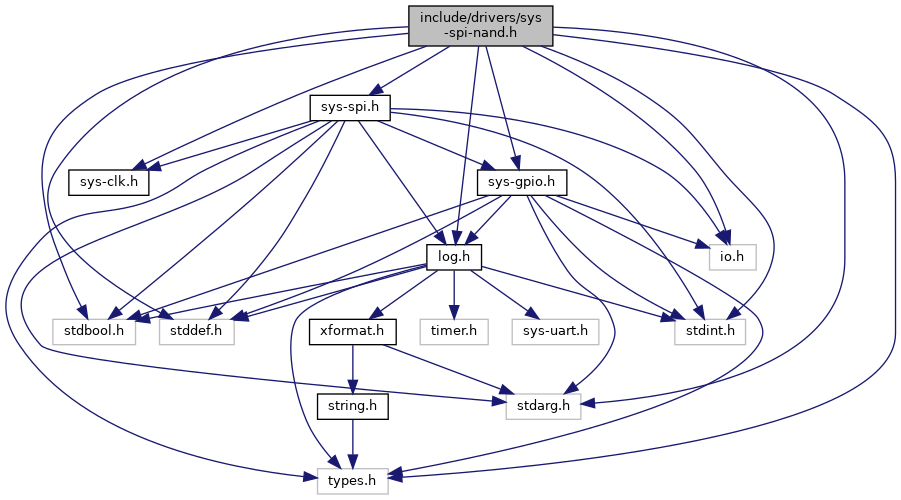 include/drivers/sys
-spi-nand.h
sys-spi.h
sys-clk.h
sys-gpio.h
log.h
io.h
stdbool.h
stddef.h
xformat.h
timer.h
sys-uart.h
stdint.h
string.h
stdarg.h
types.h